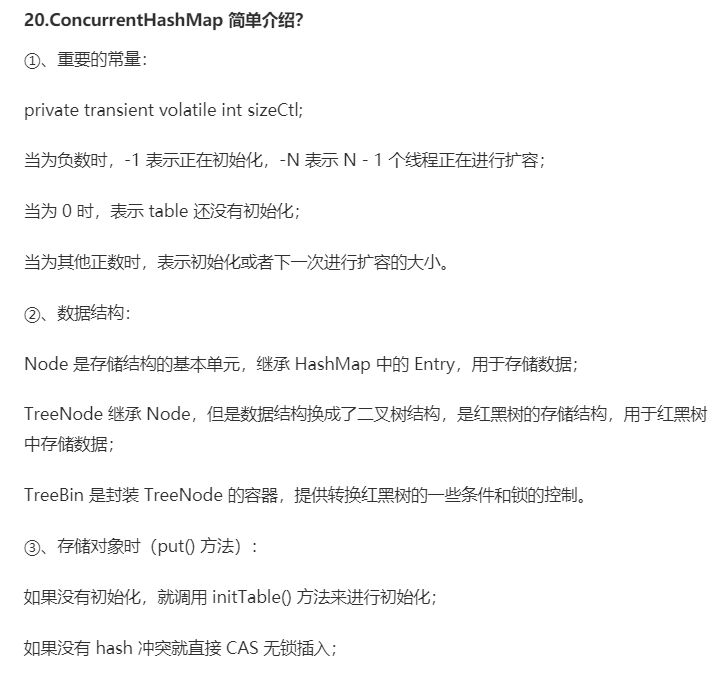 20.ConcurrentHashMap 简单介绍?
①、重要的常量：
private transient volatile int sizeCtl;
当为负数时，-1 表示正在初始化，-N 表示 N - 1 个线程正在进行扩容；
当为 0 时，表示 table 还没有初始化；
当为其他正数时，表示初始化或者下一次进行扩容的大小。
②、数据结构：
Node 是存储结构的基本单元，继承 HashMap 中的 Entry，用于存储数据；
TreeNode 继承 Node，但是数据结构换成了二叉树结构，是红黑树的存储结构，用于红黑树
中存储数据；
TreeBin 是封装 TreeNode 的容器，提供转换红黑树的一些条件和锁的控制。
③、存储对象时（put() 方法）：
如果没有初始化，就调用 initTable() 方法来进行初始化；
如果没有 hash 冲突就直接 CAS 无锁插入；